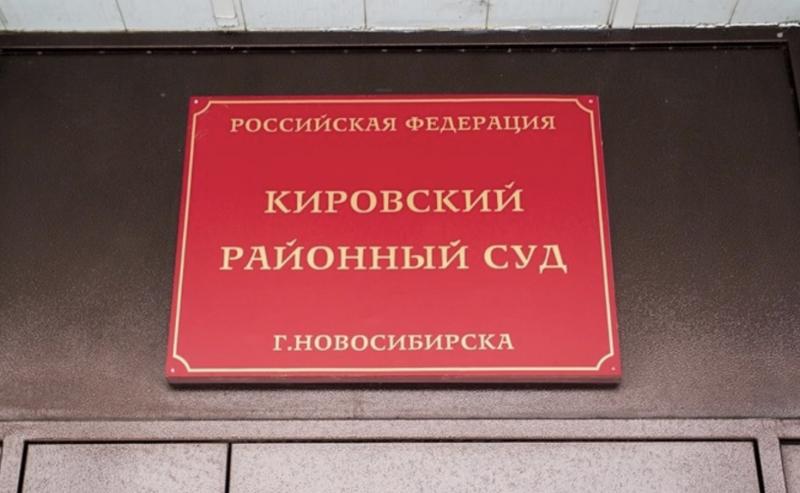 РОССИЙСКАЯ ФЕДЕРАЦИЯ
КИРОВСКИЙ
РАЙОННЫЙ СУД
Г.НОВОСИБИРСКА